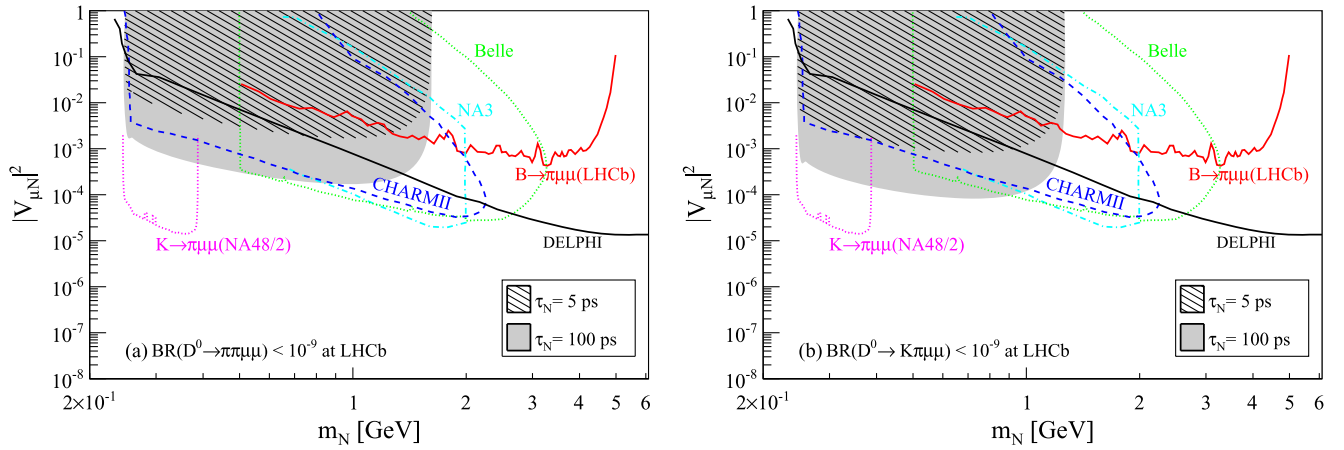 1
10⁻¹
10⁻²
10⁻³
10⁻⁴
10⁻⁵
10⁻⁶
10⁻⁷
10⁻⁸
|V_μN|²
Belle
NA3
B→πμμ(LHCb)
CHARMII
K→πμμ(NA48/2)
DELPHI
τ_N= 5 ps
τ_N= 100 ps
(a) BR(D⁰→ππμμ) < 10⁻⁹ at LHCb
2×10⁻¹ 1 2 3 4 5 6
m_N [GeV]
1
10⁻¹
10⁻²
10⁻³
10⁻⁴
10⁻⁵
10⁻⁶
10⁻⁷
10⁻⁸
|V_μN|²
Belle
NA3
B→πμμ(LHCb)
CHARMII
K→πμμ(NA48/2)
DELPHI
τ_N= 5 ps
τ_N= 100 ps
(b) BR(D⁰→ Kπμμ) < 10⁻⁹ at LHCb
2×10⁻¹ 1 2 3 4 5 6
m_N [GeV]